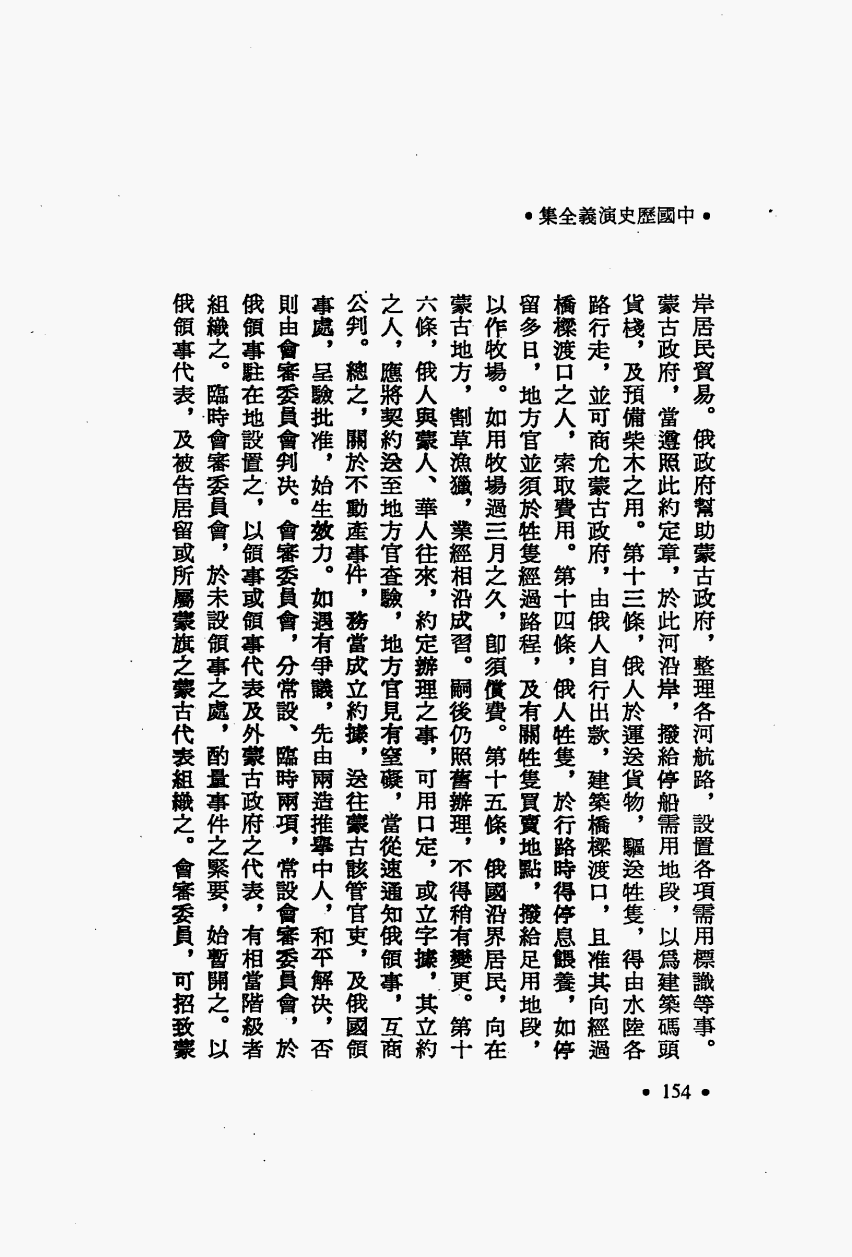 •中國歷史演義全集•
岸居民貿易。俄政府幫助蒙古政府，整理各河航路，設置各項需用標識等事。
蒙古政府，當遵照此約定章，於此河沿岸，撥給停船需用地段，以爲建築碼頭
貨棧，及預備柴木之用。第十三條，俄人於運送貨物，驅送牲隻，得由水陸各
路行走，並可商允蒙古政府，由俄人自行出款，建築橋樑渡口，且准其向經過
橋樑渡口之人，索取費用。第十四條，俄人牲隻，於行路時得停息餵養，如停
留多日，地方官並須於牲隻經過路程，及有關牲隻買賣地點，撥給足用地段，
以作牧場。如用牧場過三月之久，卽須償費。第十五條，俄國沿界居民，向在
蒙古地方，割草漁獵，業經相沿成習。嗣後仍照舊辦理，不得稍有變更。第十
六條，俄人與蒙人、華人往來，約定辦理之事，可用口定，或立字據，其立約
之人，應將契約送至地方官查驗，地方官見有窒礙，當從速通知俄領事，互商
公判。總之，關於不動產事件，務當成立約據，送往蒙古該管官吏，及俄國領
事處，呈驗批准，始生效力。如遇有爭議，先由兩造推舉中人，和平解決，否
則由會審委員會判決。會審委員會，分常設、臨時兩項，常設會審委員會，於
俄領事駐在地設置之，以領事或領事代表及外蒙古政府之代表，有相當階級者
組織之。臨時會審委員會，於未設領事之處，酌量事件之緊要，始暫開之。以
俄領事代表，及被告居留或所屬蒙旗之蒙古代表組織之。會審委員，可招致蒙
•154•